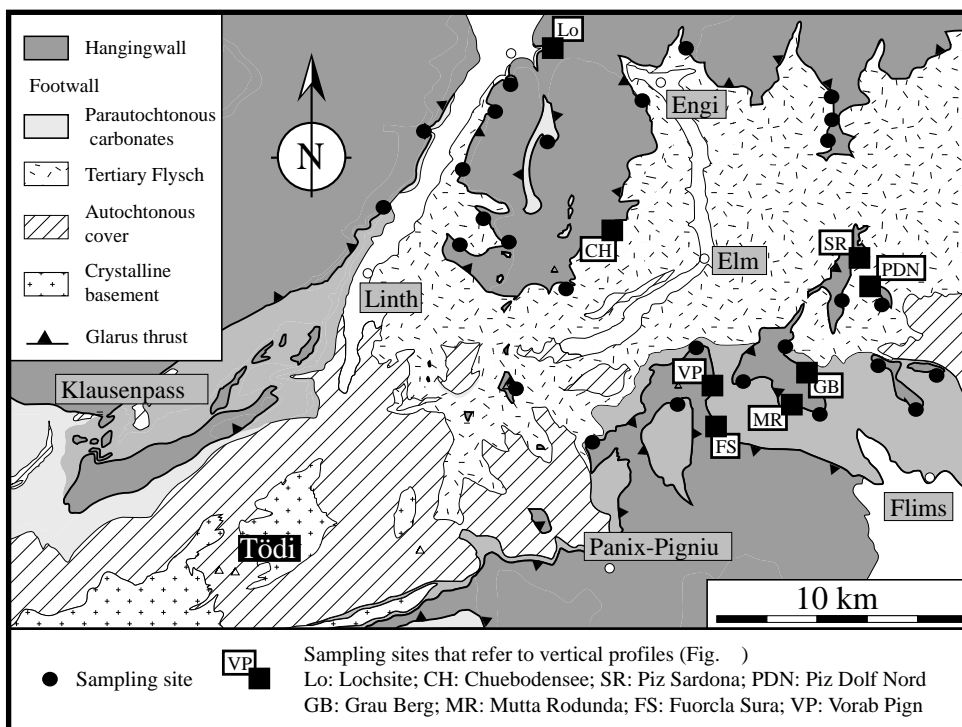 Hangingwall
Footwall
Parautochtonous
carbonates
Tertiary Flysch
Autochtonous
cover
Crystalline
basement
Glarus thrust
N
Lo
Engi
CH
Elm
SR
PDN
Linth
Klausenpass
VP
GB
MR
FS
Flims
Tödi
Panix-Pigniu
10 km
Sampling site
VP
Sampling sites that refer to vertical profiles (Fig. )
Lo: Lochsite; CH: Chuebodensee; SR: Piz Sardona; PDN: Piz Dolf Nord
GB: Grau Berg; MR: Mutta Rodunda; FS: Fuorcla Sura; VP: Vorab Pign